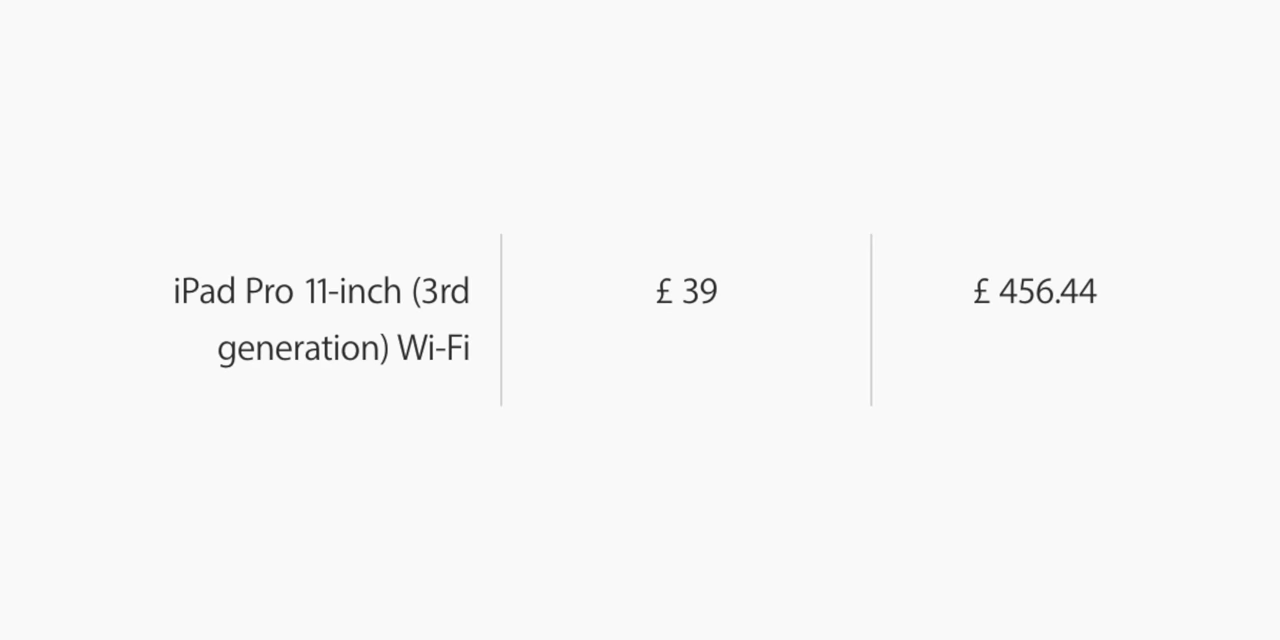 iPad Pro 11-inch (3rd
generation) Wi-Fi
£ 39
£ 456.44